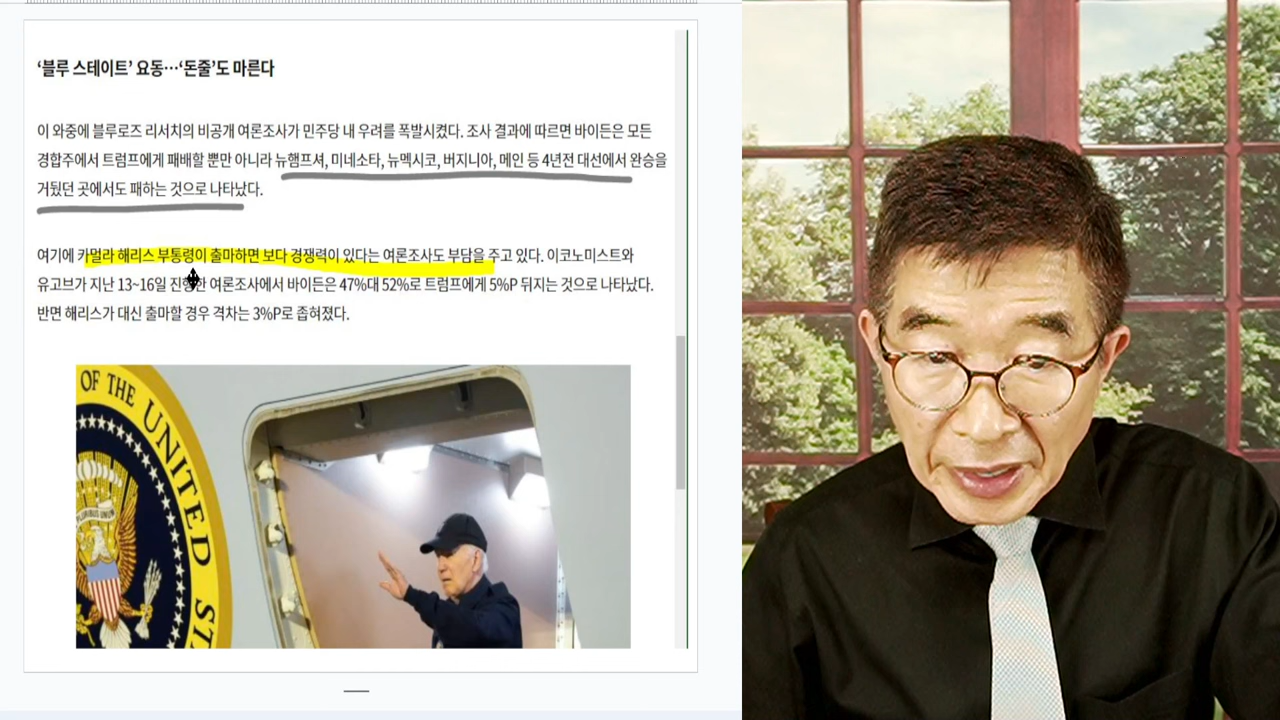 ‘블루 스테이트’ 요동…‘돈줄’도 마른다
이 와중에 블루로즈 리서치의 비공개 여론조사가 민주당 내 우려를 폭발시켰다. 조사 결과에 따르면 바이든은 모든
경합주에서 트럼프에게 패배할 뿐만 아니라 뉴햄프셔, 미네소타, 뉴멕시코, 버지니아, 메인 등 4년전 대선에서 완승을
거뒀던 곳에서도 패하는 것으로 나타났다.
여기에 카멀라 해리스 부통령이 출마하면 보다 경쟁력이 있다는 여론조사도 부담을 주고 있다. 이코노미스트와
유고브가 지난 13~16일 진행한 여론조사에서 바이든은 47%대 52%로 트럼프에게 5%P 뒤지는 것으로 나타났다.
반면 해리스가 대신 출마할 경우 격차는 3%P로 좁혀졌다.
OF THE UNITED STA
E PLURIBUS UNUM